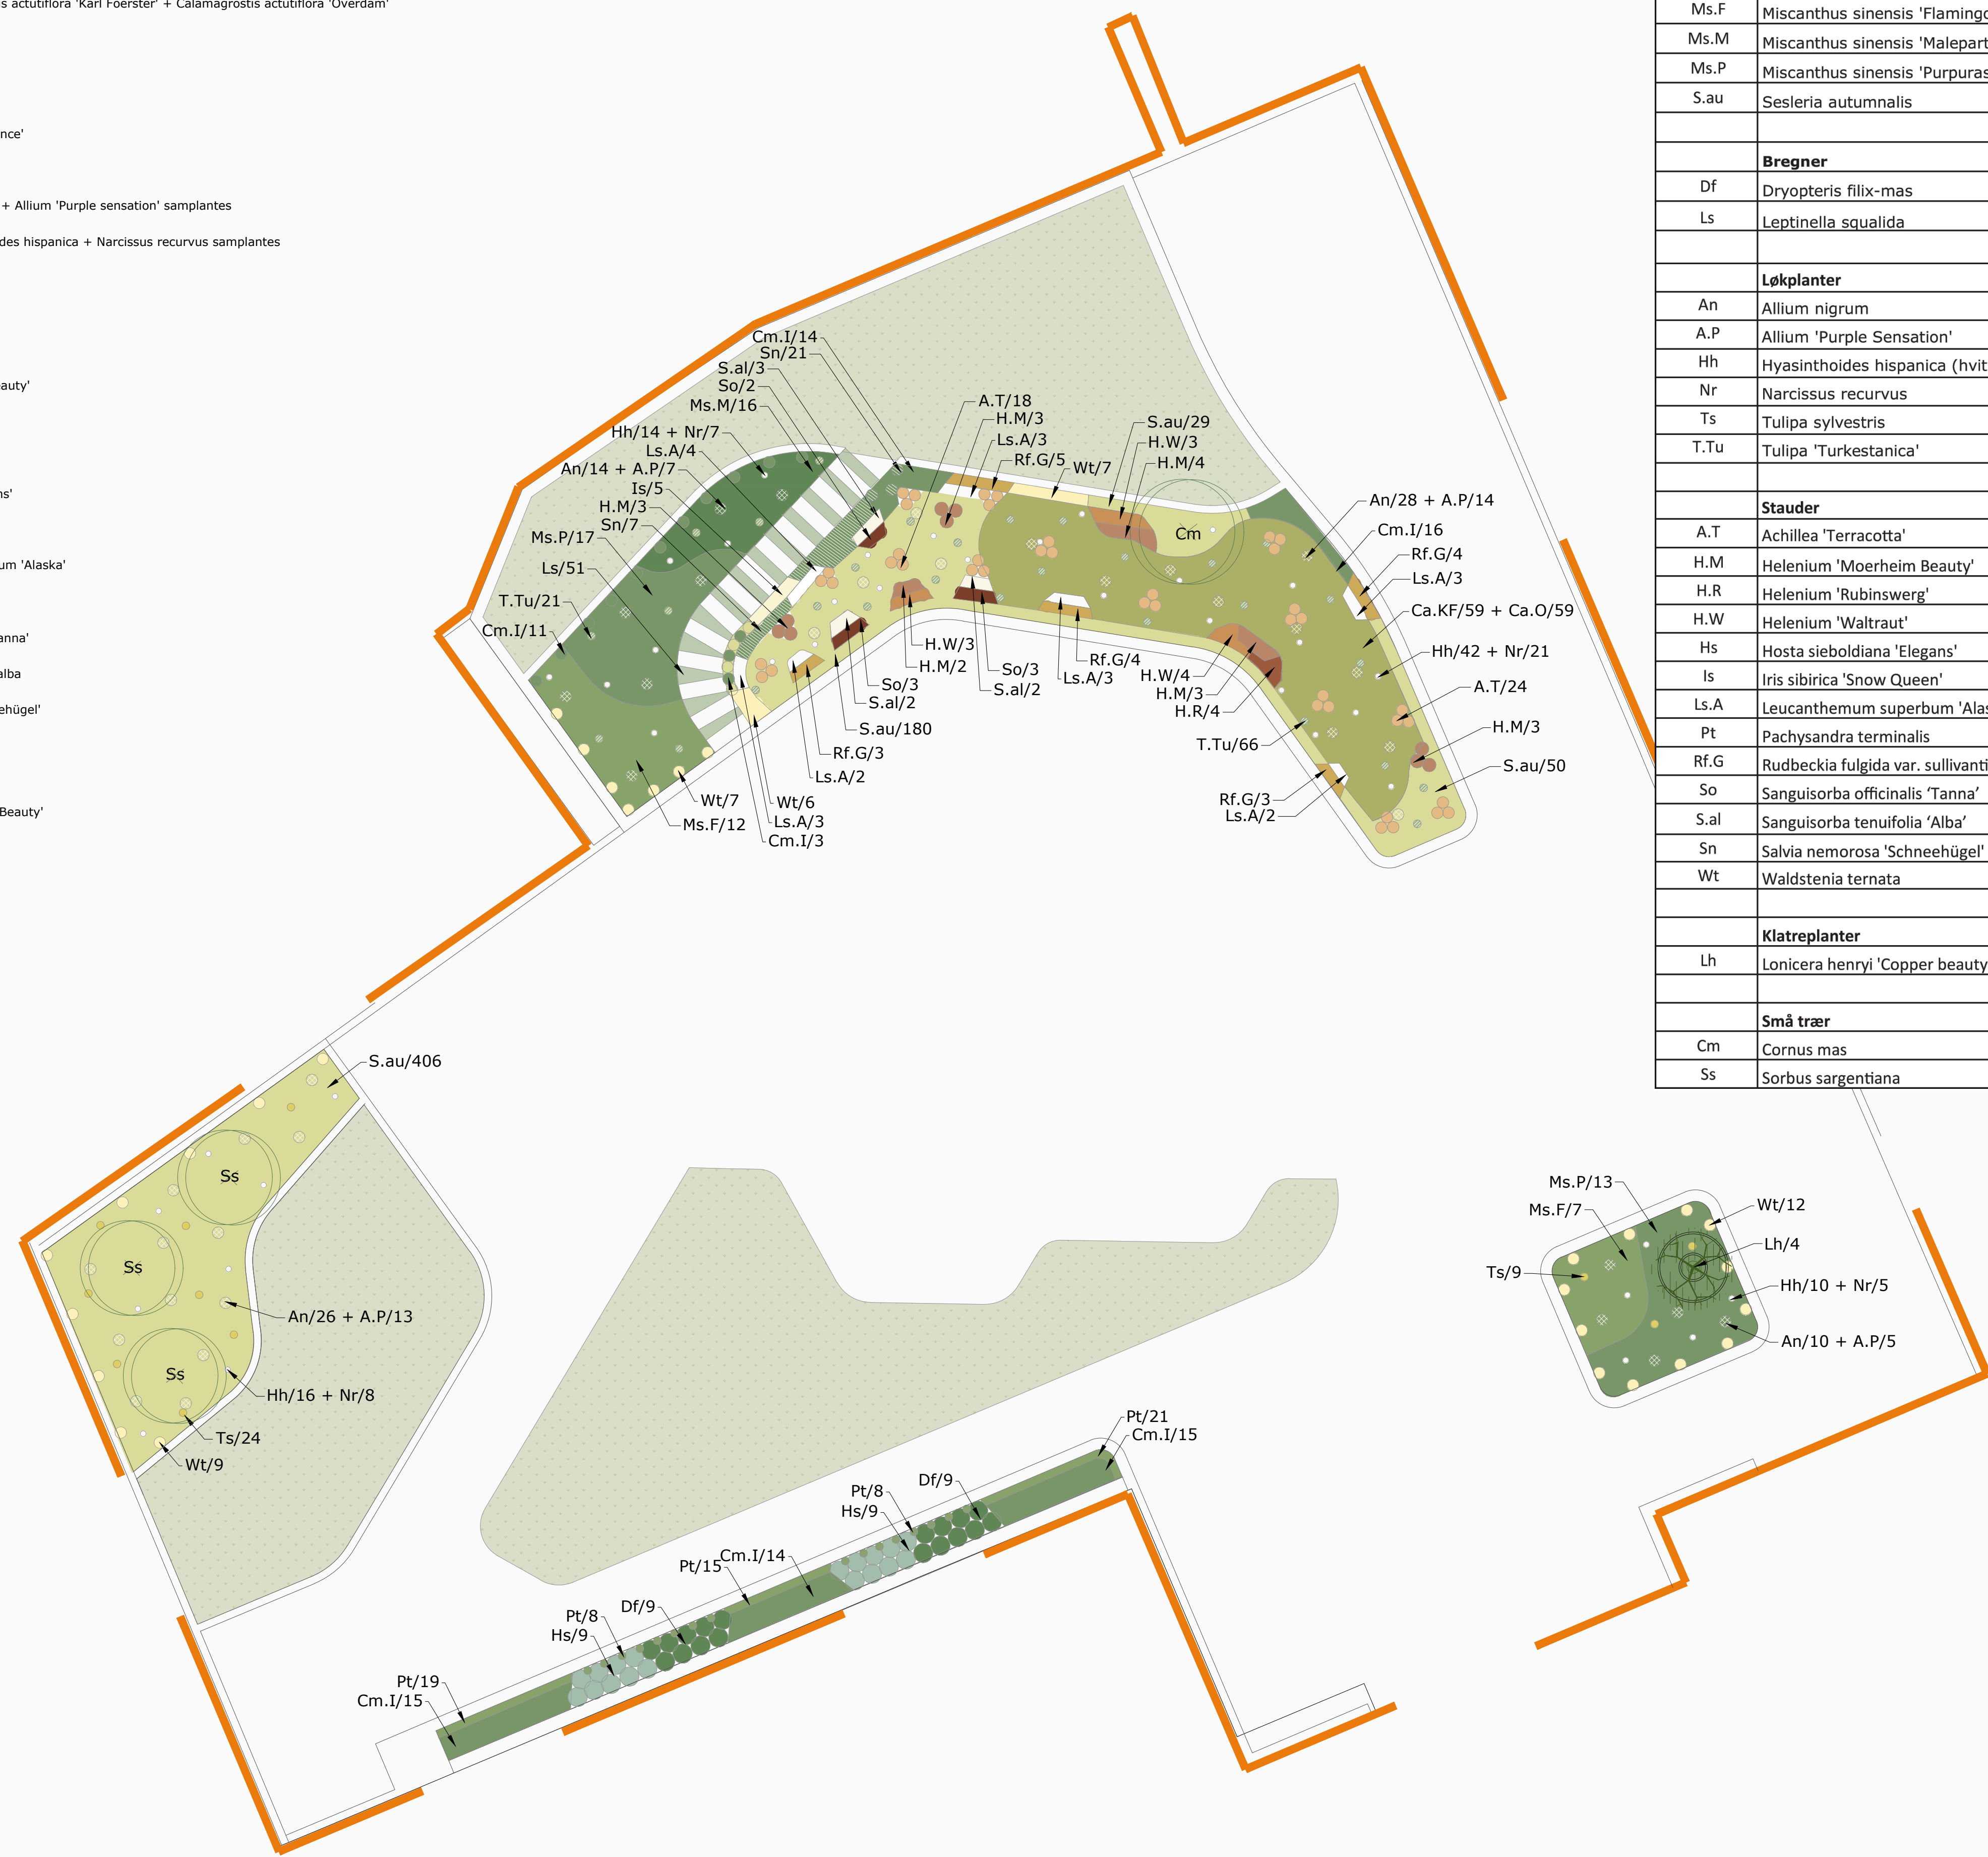 s actutiflora 'Karl Foerster' + Calamagrostis actutiflora 'Overdam'
nce'
+ Allium 'Purple sensation' samplantes
des hispanica + Narcissus recurvus samplantes
eauty'
ns'
um 'Alaska'
anna'
alba
eehügel'
Beauty'
Cm.I/14
Sn/21
S.al/3
So/2
Ms.M/16
Hh/14 + Nr/7
Ls.A/4
An/14 + A.P/7
Is/5
H.M/3
Sn/7
Ms.P/17
Ls/51
T.Tu/21
Cm.I/11
A.T/18
H.M/3
Ls.A/3
Rf.G/5
Wt/7
S.au/29
H.W/3
H.M/4
Cm
An/28 + A.P/14
Cm.I/16
Rf.G/4
Ls.A/3
Ca.KF/59 + Ca.O/59
Hh/42 + Nr/21
A.T/24
H.M/3
S.au/50
H.W/3
H.M/2
So/3
S.al/2
So/3
S.al/2
S.au/180
Rf.G/3
Ls.A/2
Rf.G/4
Ls.A/3
H.W/4
H.M/3
H.R/4
T.Tu/66
Rf.G/3
Ls.A/2
Wt/6
Ls.A/3
Cm.I/3
Wt/7
Ms.F/12
S.au/406
Ss
Ss
Ss
An/26 + A.P/13
Hh/16 + Nr/8
Ts/24
Wt/9
Ms.P/13
Ms.F/7
Ts/9
Wt/12
Lh/4
Hh/10 + Nr/5
An/10 + A.P/5
Pt/21
Cm.I/15
Df/9
Pt/8
Hs/9
Cm.I/14
Pt/15
Df/9
Pt/8
Hs/9
Pt/19
Cm.I/15
Ms.F Miscanthus sinensis 'Flamingo
Ms.M Miscanthus sinensis 'Malepart
Ms.P Miscanthus sinensis 'Purpuras
S.au Sesleria autumnalis
Bregner
Df Dryopteris filix-mas
Ls Leptinella squalida
Løkplanter
An Allium nigrum
A.P Allium 'Purple Sensation'
Hh Hyasinthoides hispanica (hvit
Nr Narcissus recurvus
Ts Tulipa sylvestris
T.Tu Tulipa 'Turkestanica'
Stauder
A.T Achillea 'Terracotta'
H.M Helenium 'Moerheim Beauty'
H.R Helenium 'Rubinswerg'
H.W Helenium 'Waltraut'
Hs Hosta sieboldiana 'Elegans'
Is Iris sibirica 'Snow Queen'
Ls.A Leucanthemum superbum 'Alas
Pt Pachysandra terminalis
Rf.G Rudbeckia fulgida var. sullivanti
So Sanguisorba officinalis ‘Tanna’
S.al Sanguisorba tenuifolia ‘Alba’
Sn Salvia nemorosa 'Schneehügel'
Wt Waldstenia ternata
Klatreplanter
Lh Lonicera henryi 'Copper beauty
Små trær
Cm Cornus mas
Ss Sorbus sargentiana